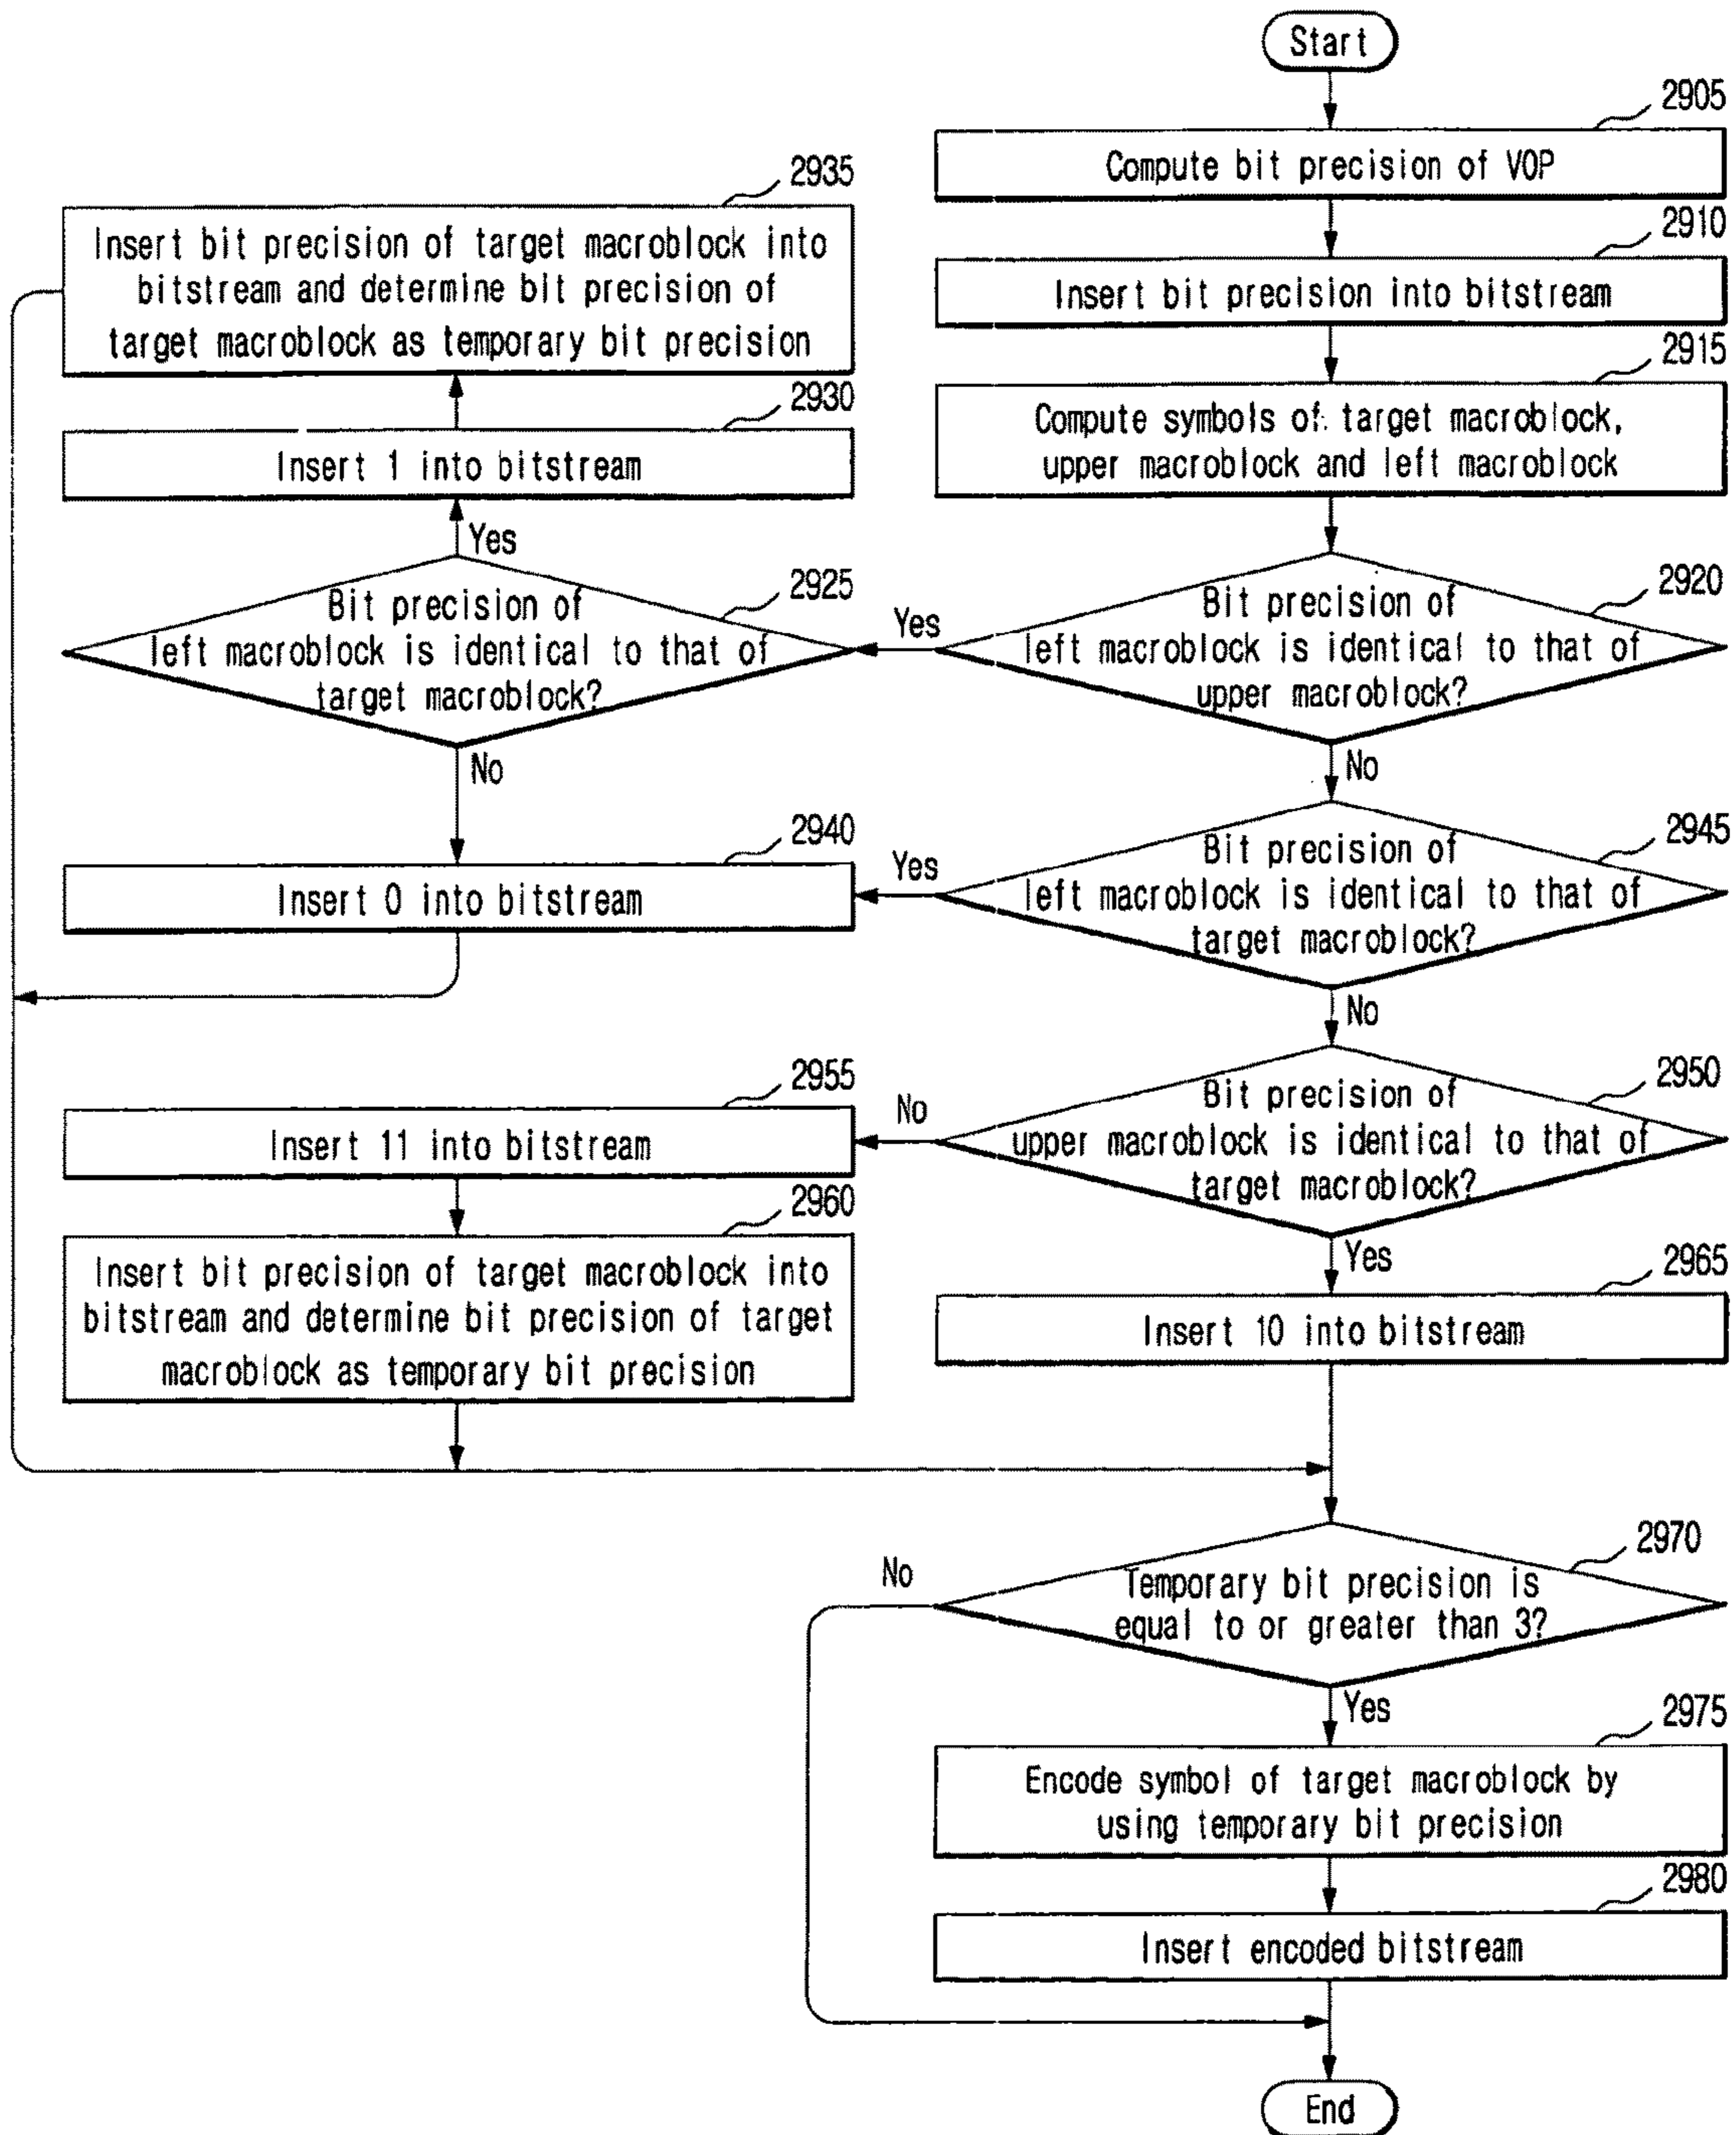 Start
2905
Compute bit precision of VOP
2910
Insert bit precision into bitstream
2915
Compute symbols of target macroblock,
upper macroblock and left macroblock
2920
Bit precision of
left macroblock is identical to that of
upper macroblock?
Yes
No
2925
Bit precision of
left macroblock is identical to that of
target macroblock?
Yes
No
2930
Insert 1 into bitstream
2935
Insert bit precision of target macroblock into
bitstream and determine bit precision of
target macroblock as temporary bit precision
2940
Insert 0 into bitstream
2945
Bit precision of
left macroblock is identical to that of
target macroblock?
Yes
No
2950
Bit precision of
upper macroblock is identical to that of
target macroblock?
No
Yes
2955
Insert 11 into bitstream
2960
Insert bit precision of target macroblock into
bitstream and determine bit precision of target
macroblock as temporary bit precision
2965
Insert 10 into bitstream
2970
Temporary bit precision is
equal to or greater than 3?
No
Yes
2975
Encode symbol of target macroblock by
using temporary bit precision
2980
Insert encoded bitstream
End